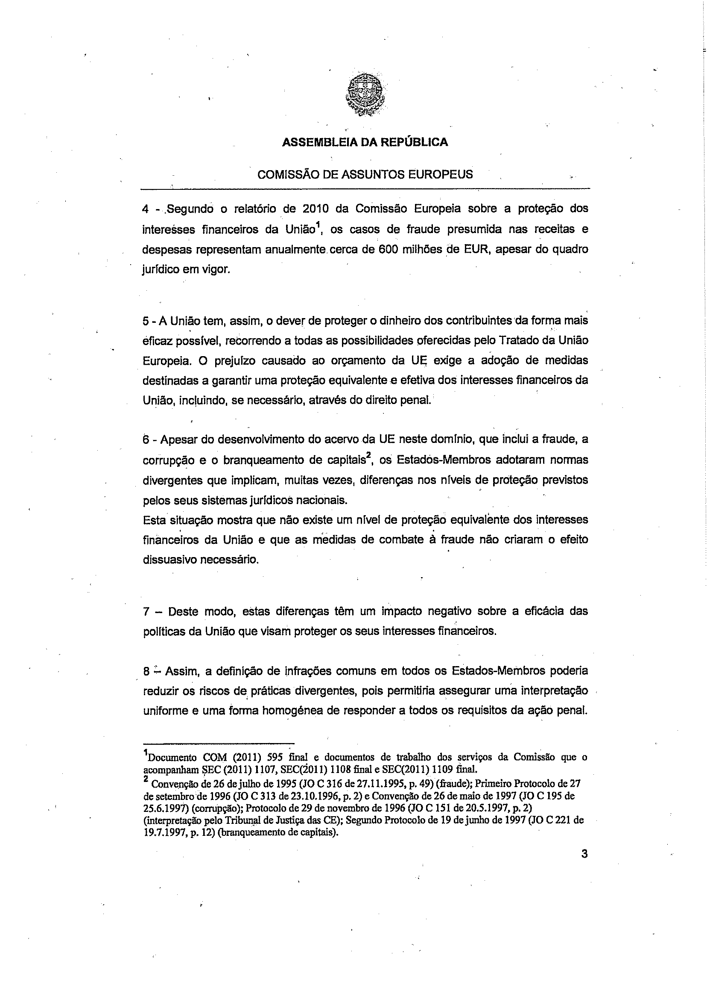 ASSEMBLEIA DA REPÚBLICA
COMISSÃO DE ASSUNTOS EUROPEUS
4 - Segundo o relatório de 2010 da Comissão Europeia sobre a proteção dos
interesses financeiros da União¹, os casos de fraude presumida nas receitas e
despesas representam anualmente cerca de 600 milhões de EUR, apesar do quadro
jurídico em vigor.
5 - A União tem, assim, o dever de proteger o dinheiro dos contribuintes da forma mais
eficaz possível, recorrendo a todas as possibilidades oferecidas pelo Tratado da União
Europeia. O prejuízo causado ao orçamento da UE exige a adoção de medidas
destinadas a garantir uma proteção equivalente e efetiva dos interesses financeiros da
União, incluindo, se necessário, através do direito penal.
6 - Apesar do desenvolvimento do acervo da UE neste domínio, que inclui a fraude, a
corrupção e o branqueamento de capitais², os Estados-Membros adotaram normas
divergentes que implicam, muitas vezes, diferenças nos níveis de proteção previstos
pelos seus sistemas jurídicos nacionais.
Esta situação mostra que não existe um nível de proteção equivalente dos interesses
financeiros da União e que as medidas de combate à fraude não criaram o efeito
dissuasivo necessário.
7 – Deste modo, estas diferenças têm um impacto negativo sobre a eficácia das
políticas da União que visam proteger os seus interesses financeiros.
8 – Assim, a definição de infrações comuns em todos os Estados-Membros poderia
reduzir os riscos de práticas divergentes, pois permitiria assegurar uma interpretação
uniforme e uma forma homogénea de responder a todos os requisitos da ação penal.
¹Documento COM (2011) 595 final e documentos de trabalho dos serviços da Comissão que o
acompanham SEC (2011) 1107, SEC(2011) 1108 final e SEC(2011) 1109 final.
² Convenção de 26 de julho de 1995 (JO C 316 de 27.11.1995, p. 49) (fraude); Primeiro Protocolo de 27
de setembro de 1996 (JO C 313 de 23.10.1996, p. 2) e Convenção de 26 de maio de 1997 (JO C 195 de
25.6.1997) (corrupção); Protocolo de 29 de novembro de 1996 (JO C 151 de 20.5.1997, p. 2)
(interpretação pelo Tribunal de Justiça das CE); Segundo Protocolo de 19 de junho de 1997 (JO C 221 de
19.7.1997, p. 12) (branqueamento de capitais).
3